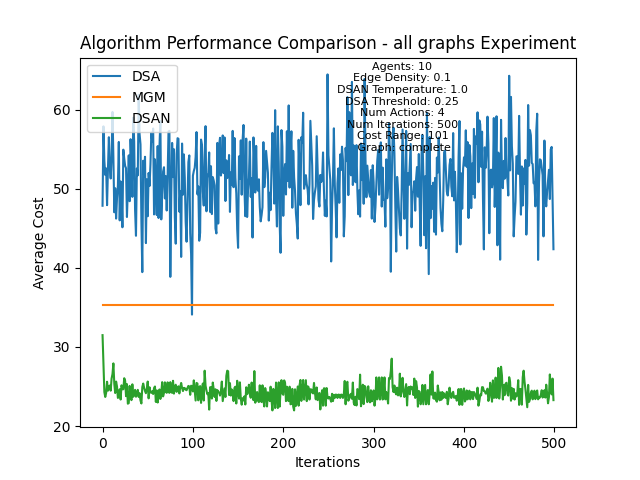 Algorithm Performance Comparison - all graphs Experiment
DSA
MGM
DSAN
Agents: 10
Edge Density: 0.1
DSAN Temperature: 1.0
DSA Threshold: 0.25
Num Actions: 4
Num Iterations: 500
Cost Range: 101
Graph: complete
Average Cost
60
50
40
30
20
0
100
200
300
400
500
Iterations